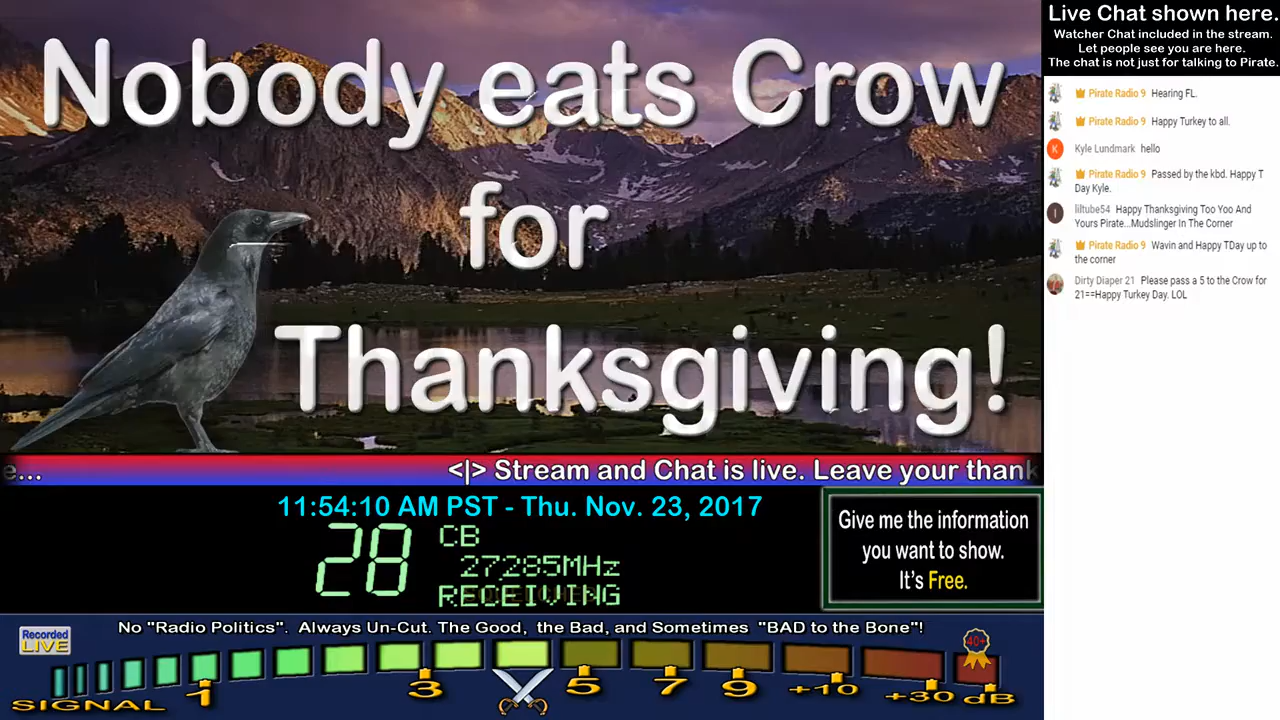 Nobody eats Crow
for
Thanksgiving!
e...
<|> Stream and Chat is live. Leave your thank
11:54:10 AM PST - Thu. Nov. 23, 2017
28
CB
27.285MHz
RECEIVING
Give me the information
you want to show.
It's Free.
No "Radio Politics". Always Un-Cut. The Good, the Bad, and Sometimes "BAD to the Bone"!
Recorded
LIVE
40+
SIGNAL 1 3 5 7 9 +10 +30 dB
Live Chat shown here.
Watcher Chat included in the stream.
Let people see you are here.
The chat is not just for talking to Pirate.
Pirate Radio 9 Hearing FL.
Pirate Radio 9 Happy Turkey to all.
K Kyle Lundmark hello
Pirate Radio 9 Passed by the kbd. Happy T
Day Kyle.
I liltube54 Happy Thanksgiving Too Yoo And
Yours Pirate...Mudslinger In The Corner
Pirate Radio 9 Wavin and Happy TDay up to
the corner
Dirty Diaper 21 Please pass a 5 to the Crow for
21==Happy Turkey Day. LOL